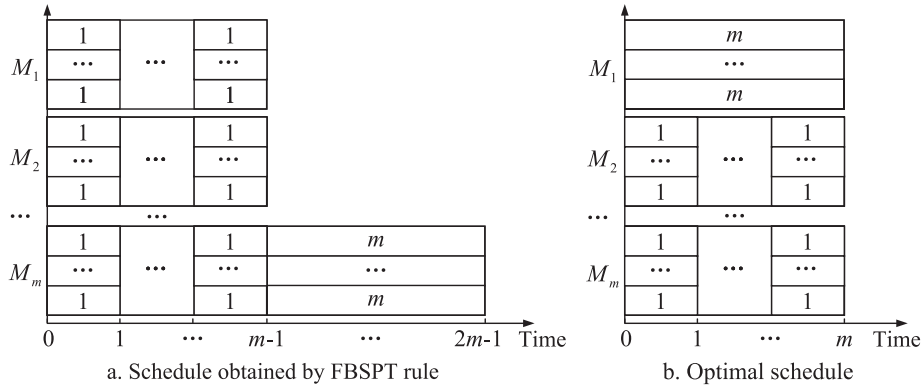 1 1 m
M1 ... ... ... M1 ...
1 1 m
1 1 1 1
M2 ... ... ... M2 ... ... ...
1 1 1 1
... ... ... ...
1 1 m 1 1
Mm ... ... ... ... Mm ... ... ...
1 1 m 1 1
0 1 ... m-1 ... 2m-1 Time 0 1 ... m Time
a. Schedule obtained by FBSPT rule b. Optimal schedule